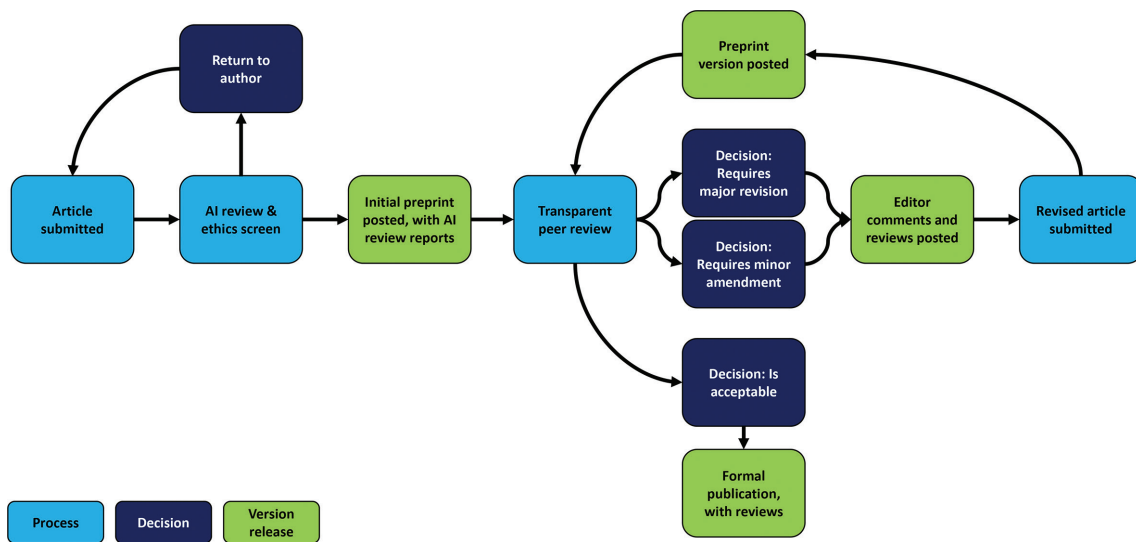 Return to
author
Preprint
version posted
Article
submitted
AI review &
ethics screen
Initial preprint
posted, with AI
review reports
Transparent
peer review
Decision:
Requires
major revision
Decision:
Requires minor
amendment
Editor
comments and
reviews posted
Revised article
submitted
Decision: Is
acceptable
Formal
publication,
with reviews
Process
Decision
Version
release